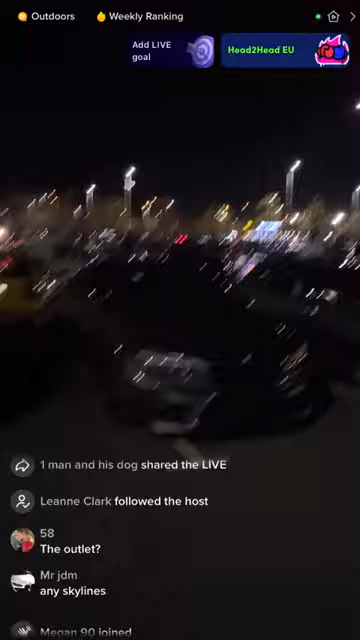 Outdoors
Weekly Ranking
Add LIVE
goal
Head2Head EU
1 man and his dog shared the LIVE
Leanne Clark followed the host
58
The outlet?
Mr jdm
any skylines
Megan 90 joined